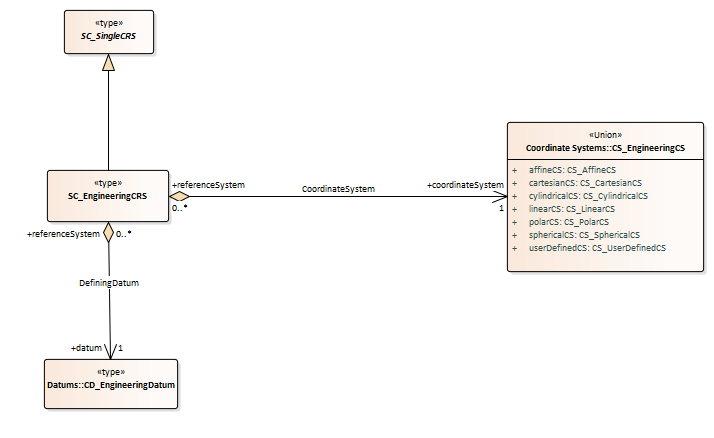 «type»
SC_SingleCRS
«type»
SC_EngineeringCRS
+referenceSystem
0..*
CoordinateSystem
+coordinateSystem
1
«Union»
Coordinate Systems::CS_EngineeringCS
+ affineCS: CS_AffineCS
+ cartesianCS: CS_CartesianCS
+ cylindricalCS: CS_CylindricalCS
+ linearCS: CS_LinearCS
+ polarCS: CS_PolarCS
+ sphericalCS: CS_SphericalCS
+ userDefinedCS: CS_UserDefinedCS
+referenceSystem 0..*
DefiningDatum
+datum 1
«type»
Datums::CD_EngineeringDatum